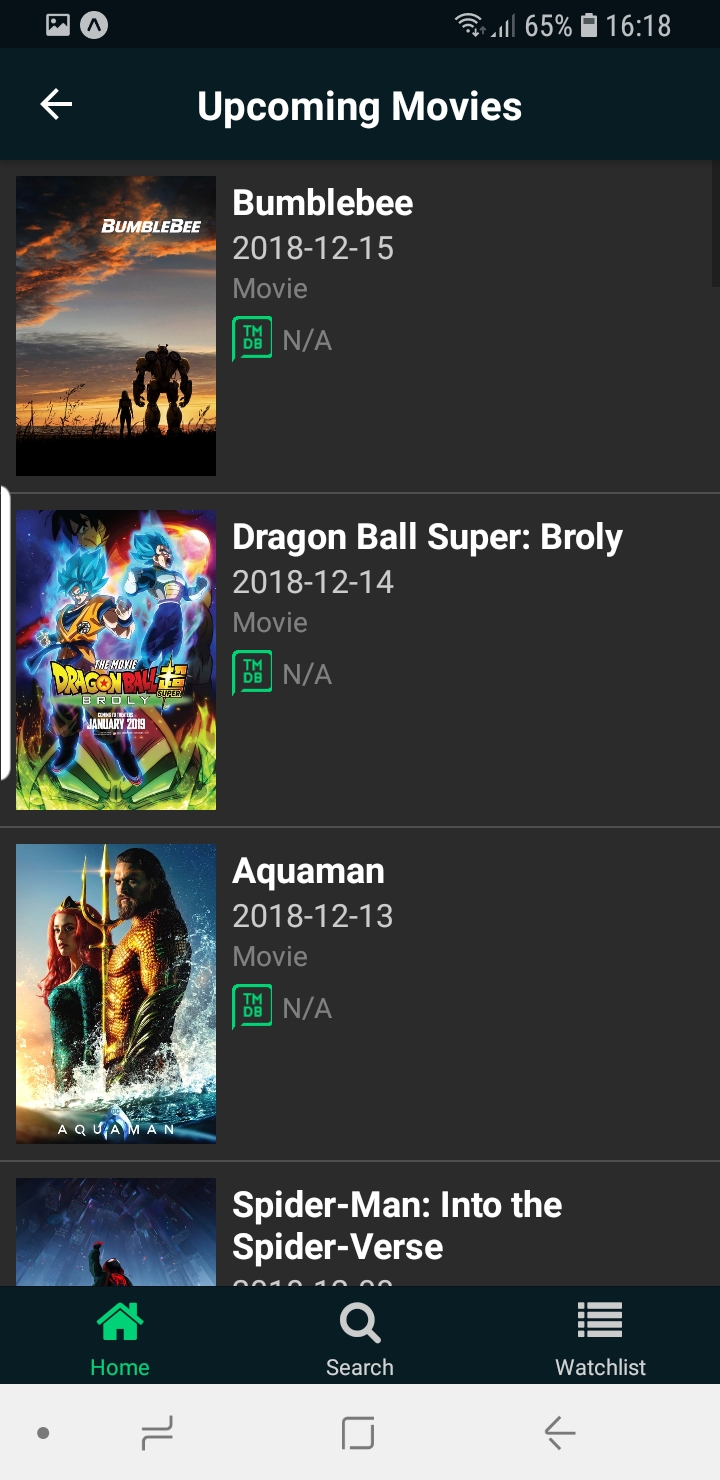 65% 16:18
Upcoming Movies
BUMBLEBEE
Bumblebee
2018-12-15
Movie
TM
DB
N/A
Dragon Ball Super: Broly
2018-12-14
Movie
TM
DB
N/A
THE MOVIE
DRAGON BALL 超
SUPER
BROLY
COMING TO THEATERS
JANUARY 2019
Aquaman
2018-12-13
Movie
TM
DB
N/A
AQUAMAN
Spider-Man: Into the
Spider-Verse
Home
Search
Watchlist